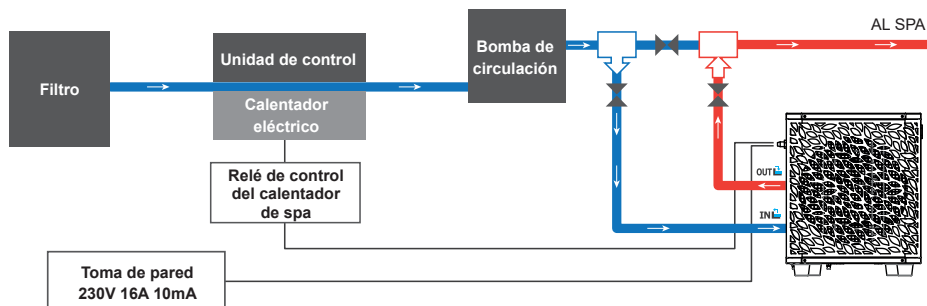 Filtro
Unidad de control
Calentador
eléctrico
Relé de control
del calentador
de spa
Toma de pared
230V 16A 10mA
Bomba de
circulación
AL SPA
OUT
IN